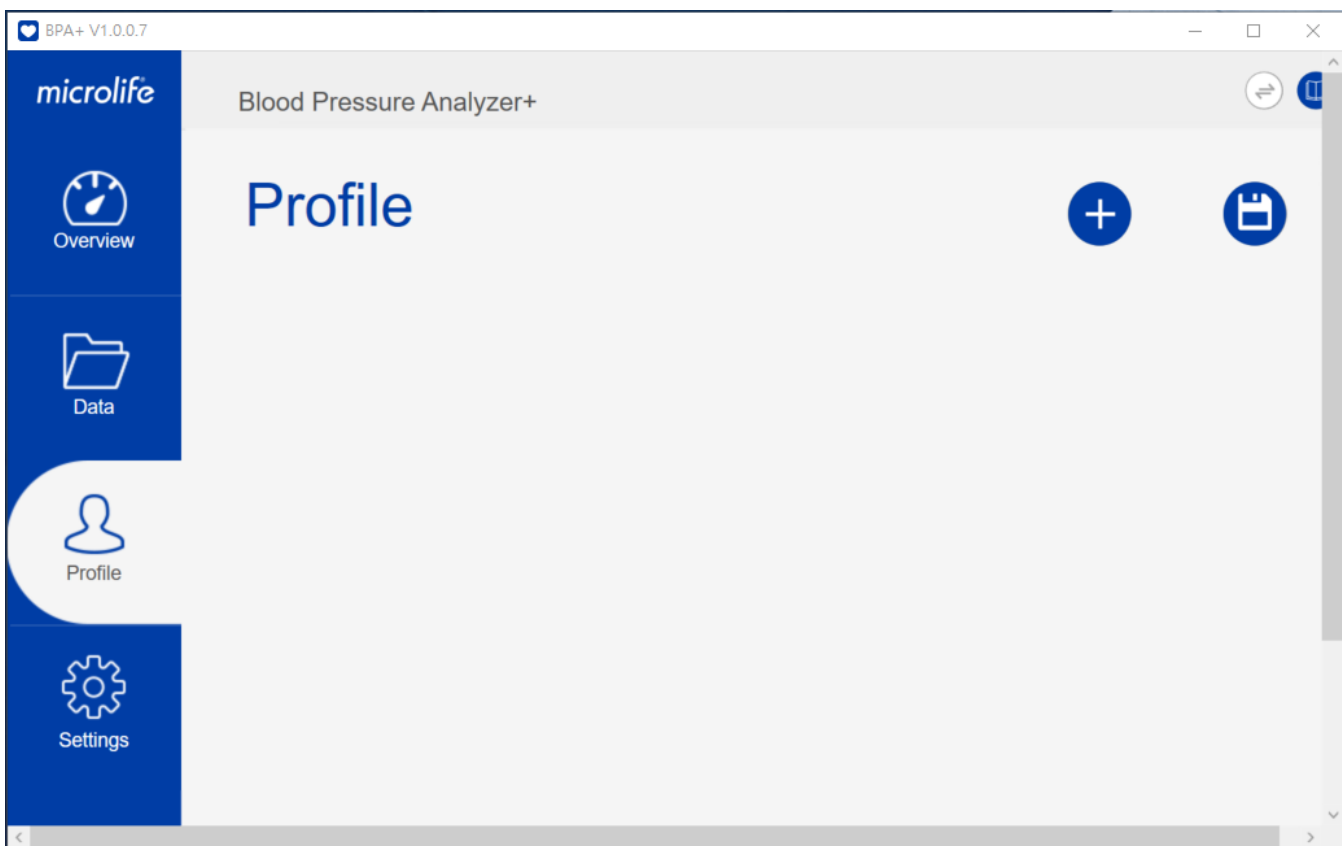 BPA+ V1.0.0.7
microlife
Blood Pressure Analyzer+
Overview
Profile
Data
Profile
Settings